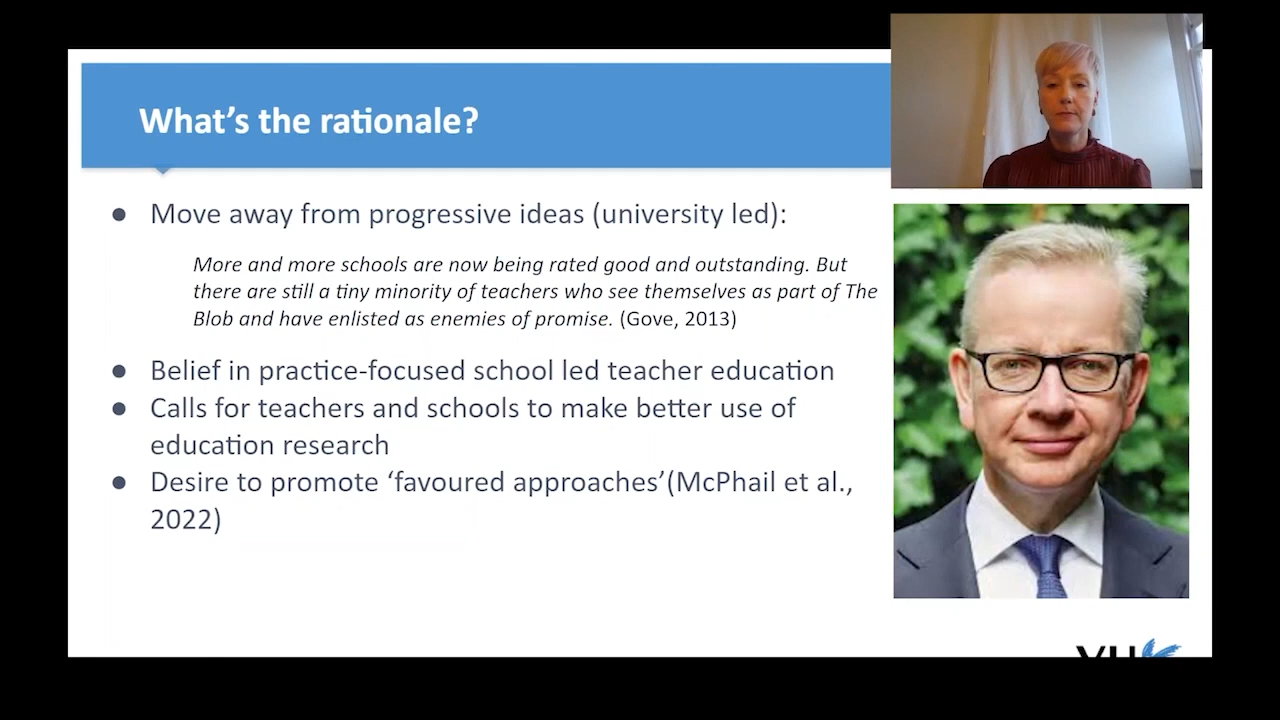 What's the rationale?
● Move away from progressive ideas (university led):
More and more schools are now being rated good and outstanding. But
there are still a tiny minority of teachers who see themselves as part of The
Blob and have enlisted as enemies of promise. (Gove, 2013)
● Belief in practice-focused school led teacher education
● Calls for teachers and schools to make better use of
education research
● Desire to promote ‘favoured approaches’(McPhail et al.,
2022)